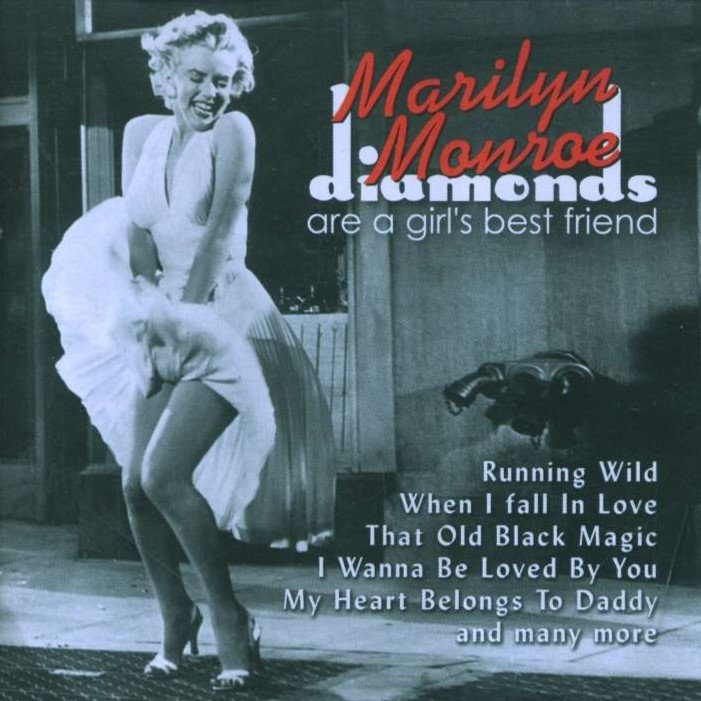 Marilyn
Monroe
diamonds
are a girl's best friend
Running Wild
When I fall In Love
That Old Black Magic
I Wanna Be Loved By You
My Heart Belongs To Daddy
and many more